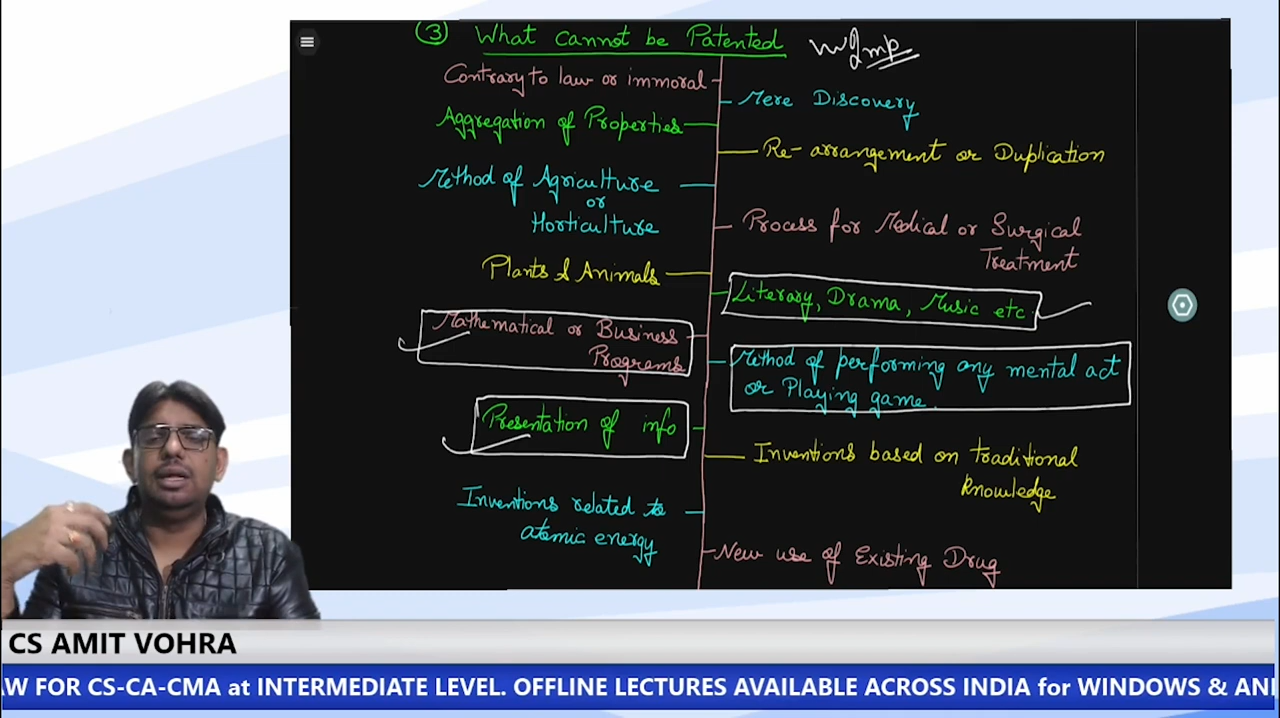 ③ What Cannot be Patented
v v gmp
Contrary to law or immoral
Mere Discovery
Aggregation of Properties
Re-arrangement or Duplication
Method of Agriculture
or
Horticulture
Process for Medical or Surgical
Treatment
Plants & Animals
Literary, Drama, Music etc.
Mathematical or Business
Programs
Method of performing any mental act
or Playing game.
Presentation of info
Inventions based on traditional
knowledge
Inventions related to
atomic energy
New use of Existing Drug
CS AMIT VOHRA
AW FOR CS-CA-CMA at INTERMEDIATE LEVEL. OFFLINE LECTURES AVAILABLE ACROSS INDIA for WINDOWS & AN